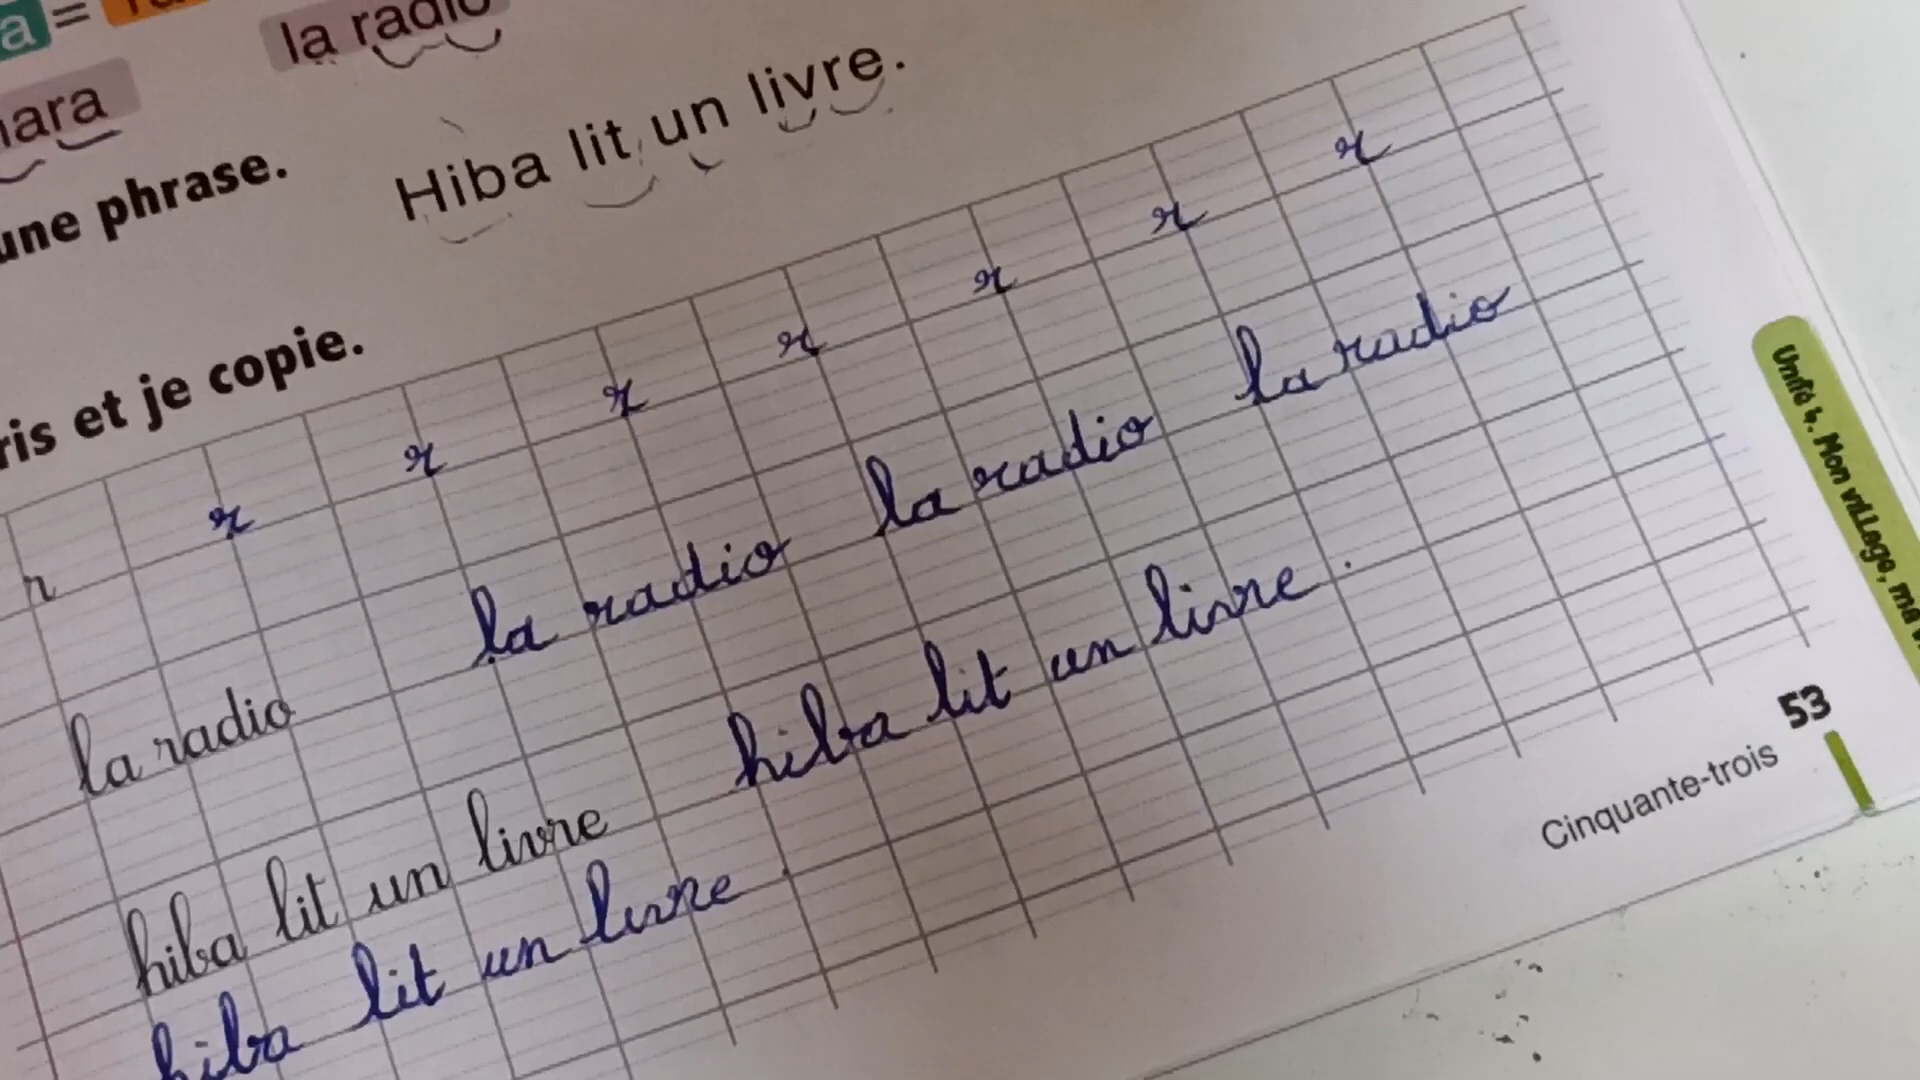 a =
la radio
ara
une phrase.
Hiba lit un livre.
ris et je copie.
r r r r r r r r
la radio la radio la radio la radio
hiba lit un livre hiba lit un livre.
hiba lit un livre.
Unité 4. Mon village, ma
Cinquante-trois 53